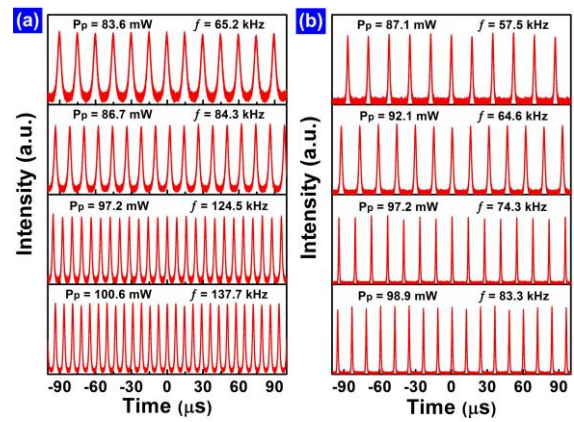 (a)
Pp = 83.6 mW f = 65.2 kHz
Pp = 86.7 mW f = 84.3 kHz
Pp = 97.2 mW f = 124.5 kHz
Pp = 100.6 mW f = 137.7 kHz
Intensity (a.u.)
-90 -60 -30 0 30 60 90
Time (μs)
(b)
Pp = 87.1 mW f = 57.5 kHz
Pp = 92.1 mW f = 64.6 kHz
Pp = 97.2 mW f = 74.3 kHz
Pp = 98.9 mW f = 83.3 kHz
Intensity (a.u.)
-90 -60 -30 0 30 60 90
Time (μs)